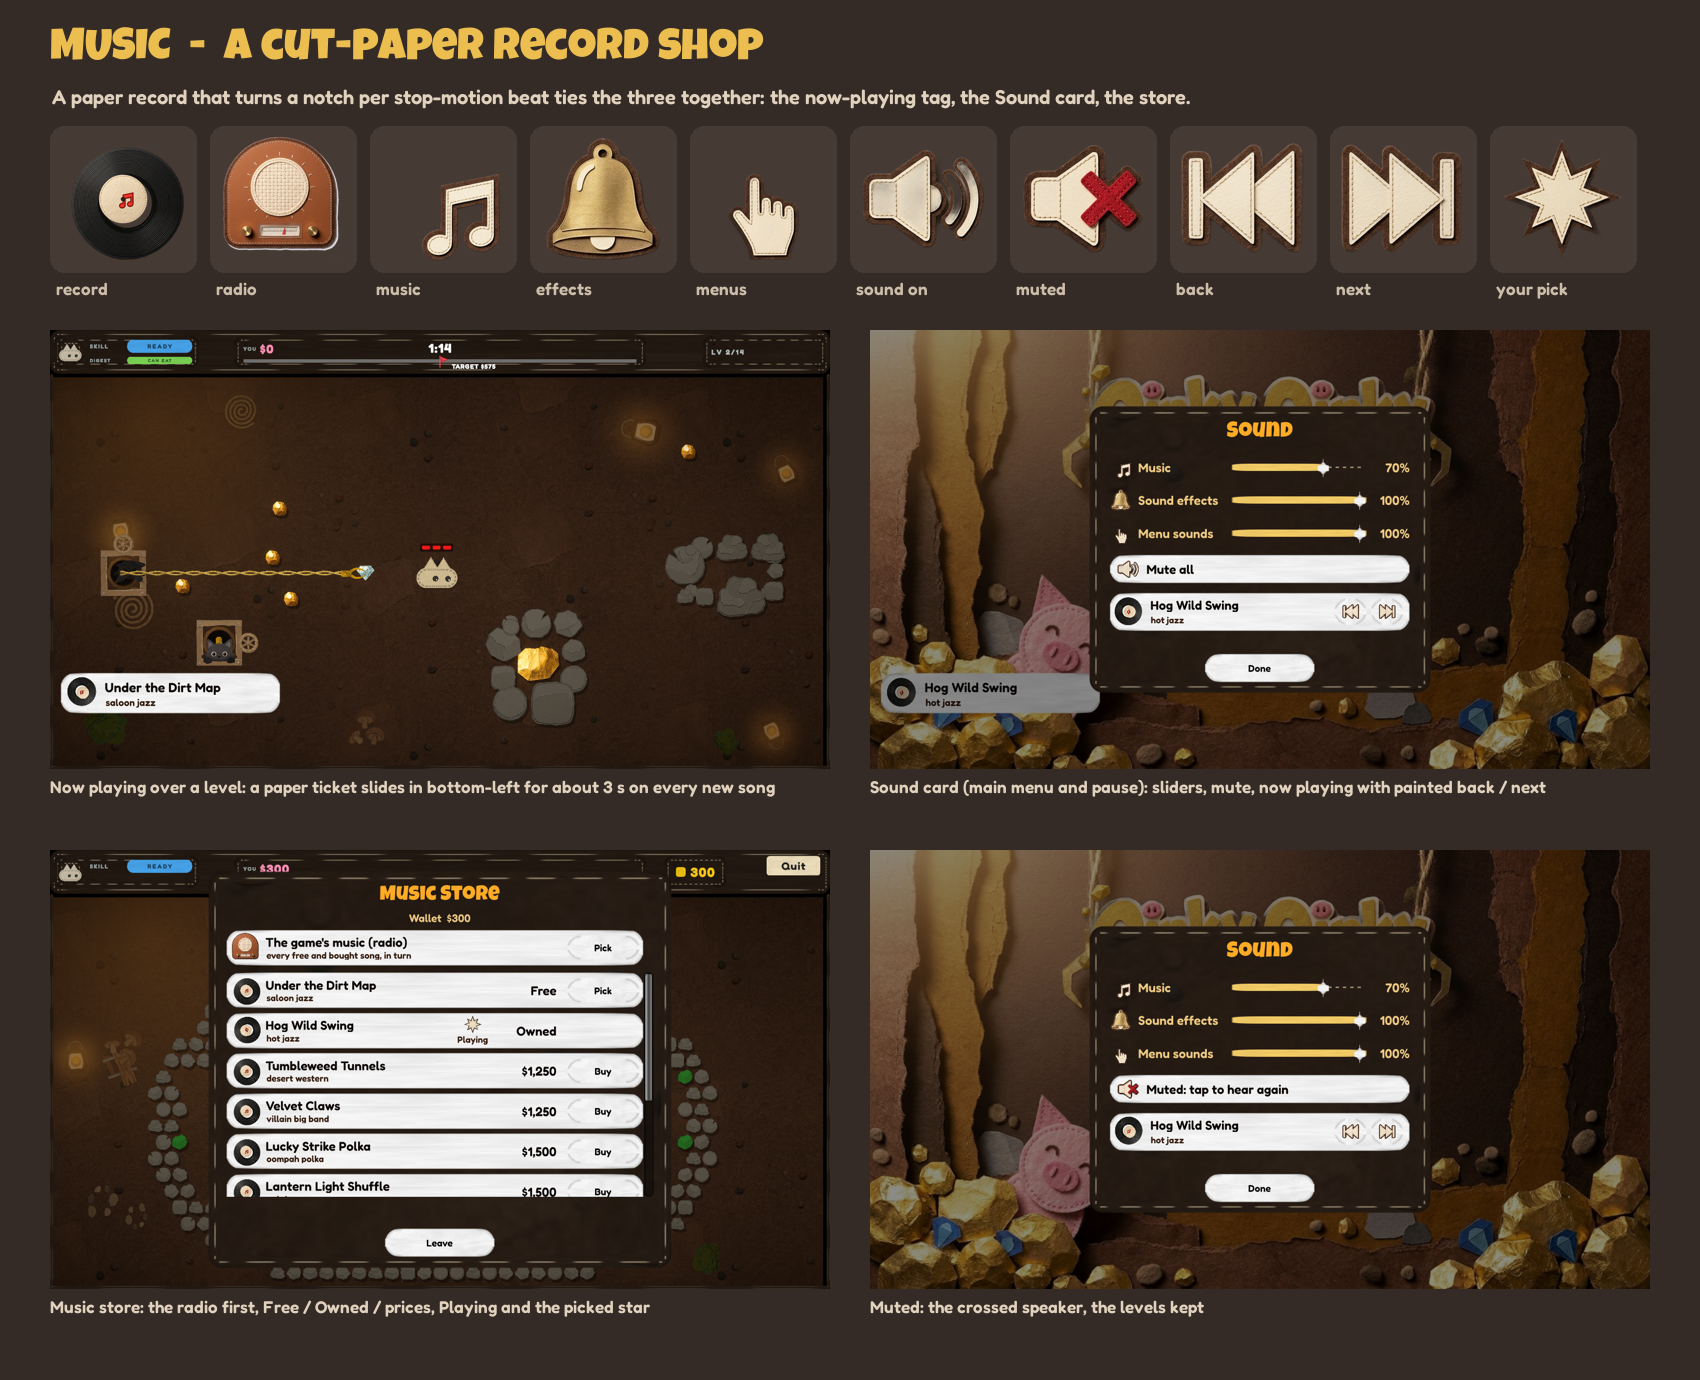 MUSIC - A CUT-PAPER RECORD SHOP
A paper record that turns a notch per stop-motion beat ties the three together: the now-playing tag, the Sound card, the store.
record
radio
music
effects
menus
sound on
muted
back
next
your pick
SKILL
READY
DIGEST
CAN EAT
YOU $0
1:14
TARGET $575
LV 2/14
Under the Dirt Map
saloon jazz
Now playing over a level: a paper ticket slides in bottom-left for about 3 s on every new song
SOUND
Music 70%
Sound effects 100%
Menu sounds 100%
Mute all
Hog Wild Swing
hot jazz
Done
Hog Wild Swing
hot jazz
Sound card (main menu and pause): sliders, mute, now playing with painted back / next
SKILL
READY
YOU $300
300
Quit
MUSIC STORE
Wallet $300
The game's music (radio)
every free and bought song, in turn
Pick
Under the Dirt Map
saloon jazz
Free
Pick
Hog Wild Swing
hot jazz
Playing
Owned
Tumbleweed Tunnels
desert western
$1,250
Buy
Velvet Claws
villain big band
$1,250
Buy
Lucky Strike Polka
oompah polka
$1,500
Buy
Lantern Light Shuffle
$1,500
Buy
Leave
Music store: the radio first, Free / Owned / prices, Playing and the picked star
SOUND
Music 70%
Sound effects 100%
Menu sounds 100%
Muted: tap to hear again
Hog Wild Swing
hot jazz
Done
Muted: the crossed speaker, the levels kept